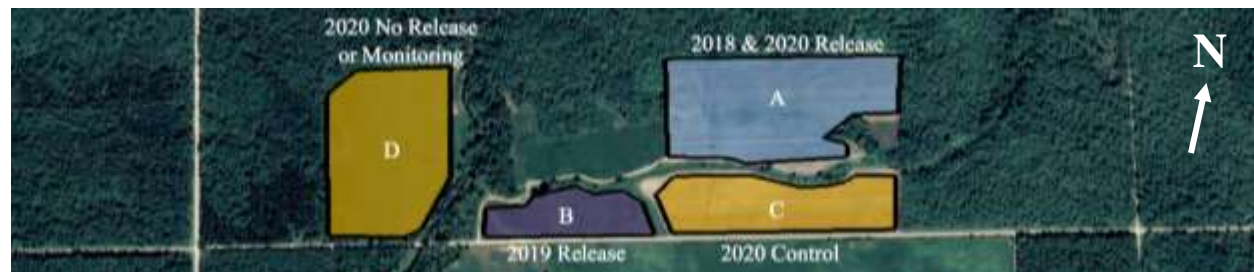 2020 No Release
or Monitoring
2018 & 2020 Release
N
A
D
B
C
2019 Release
2020 Control